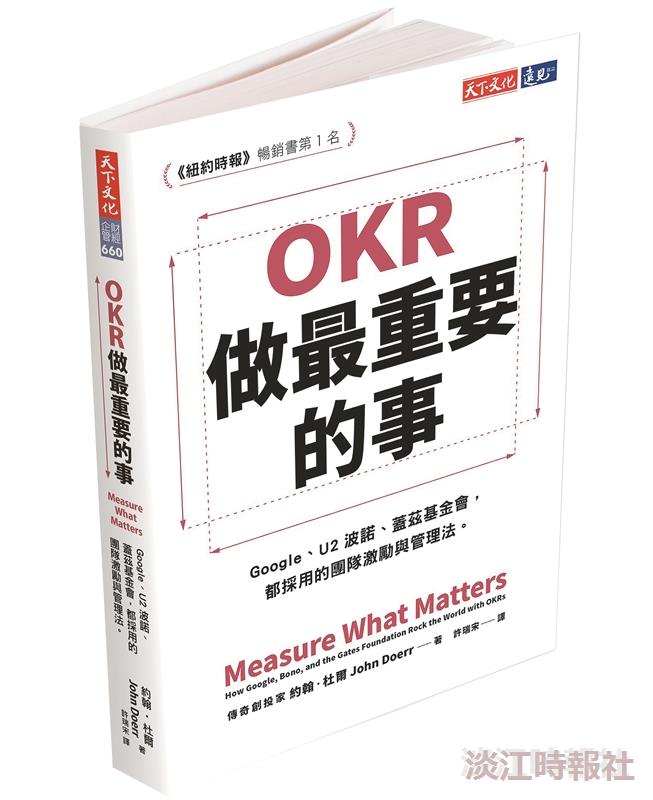 天下文化
遠見
《紐約時報》暢銷書第1名
OKR
做最重要
的事
Google、U2 波諾、蓋茲基金會，
都採用的團隊激勵與管理法。
Measure What Matters
How Google, Bono, and the Gates Foundation Rock the World with OKRs
傳奇創投家 約翰・杜爾 John Doerr——著 許瑞宋——譯
天下文化
財經
企管
660
OKR做最重要的事
Measure
What
Matters
Google、U2 波諾、
蓋茲基金會，都採用的
團隊激勵與管理法。
約翰・杜爾
John Doerr 著
許瑞宋 譯
淡江時報社